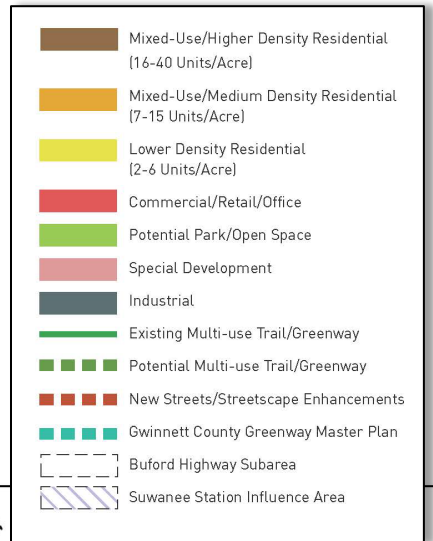 Mixed-Use/Higher Density Residential
(16-40 Units/Acre)
Mixed-Use/Medium Density Residential
(7-15 Units/Acre)
Lower Density Residential
(2-6 Units/Acre)
Commercial/Retail/Office
Potential Park/Open Space
Special Development
Industrial
Existing Multi-use Trail/Greenway
Potential Multi-use Trail/Greenway
New Streets/Streetscape Enhancements
Gwinnett County Greenway Master Plan
Buford Highway Subarea
Suwanee Station Influence Area